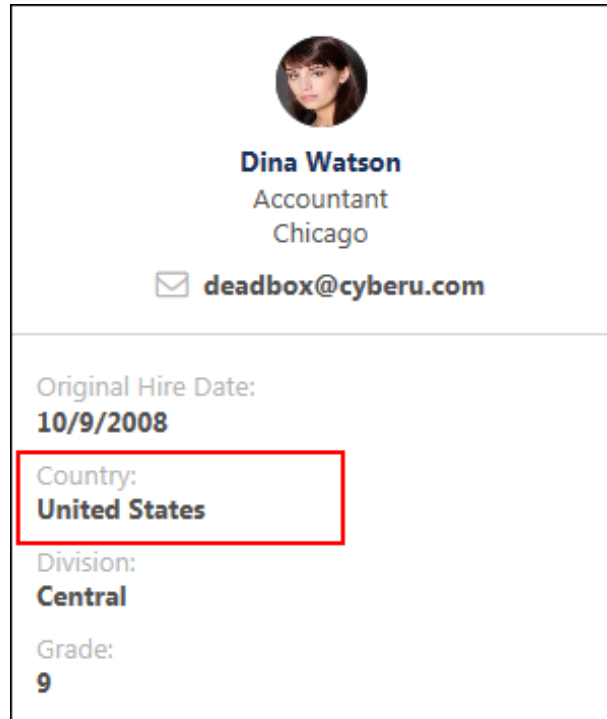 Dina Watson
Accountant
Chicago
deadbox@cyberu.com
Original Hire Date:
10/9/2008
Country:
United States
Division:
Central
Grade:
9